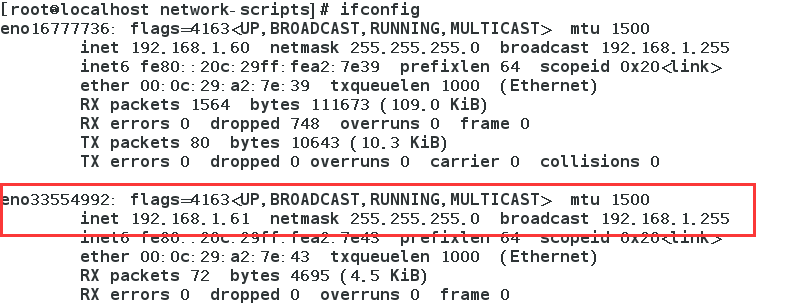 [root@localhost network-scripts]# ifconfig
eno16777736: flags=4163<UP,BROADCAST,RUNNING,MULTICAST>  mtu 1500
        inet 192.168.1.60  netmask 255.255.255.0  broadcast 192.168.1.255
        inet6 fe80::20c:29ff:fea2:7e39  prefixlen 64  scopeid 0x20<link>
        ether 00:0c:29:a2:7e:39  txqueuelen 1000  (Ethernet)
        RX packets 1564  bytes 111673 (109.0 KiB)
        RX errors 0  dropped 748  overruns 0  frame 0
        TX packets 80  bytes 10643 (10.3 KiB)
        TX errors 0  dropped 0 overruns 0  carrier 0  collisions 0
eno33554992: flags=4163<UP,BROADCAST,RUNNING,MULTICAST>  mtu 1500
        inet 192.168.1.61  netmask 255.255.255.0  broadcast 192.168.1.255
        inet6 fe80::20c:29ff:fea2:7e43  prefixlen 64  scopeid 0x20<link>
        ether 00:0c:29:a2:7e:43  txqueuelen 1000  (Ethernet)
        RX packets 72  bytes 4695 (4.5 KiB)
        RX errors 0  dropped 0  overruns 0  frame 0